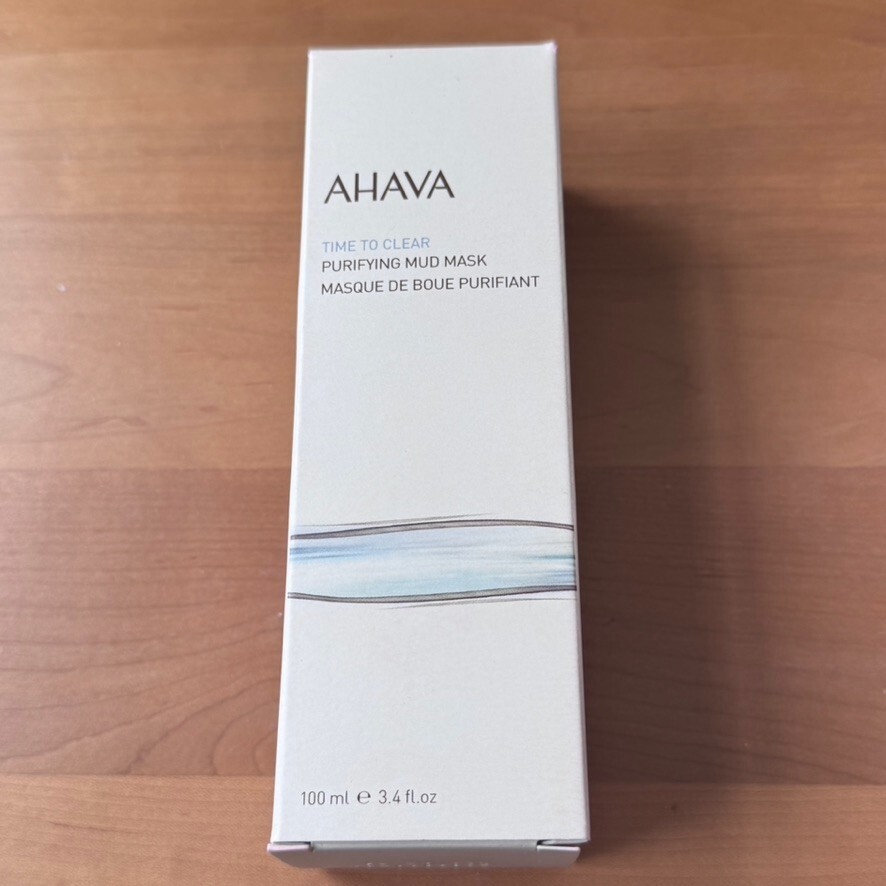 AHAVA
TIME TO CLEAR
PURIFYING MUD MASK
MASQUE DE BOUE PURIFIANT
100 ml ℮ 3.4 fl.oz